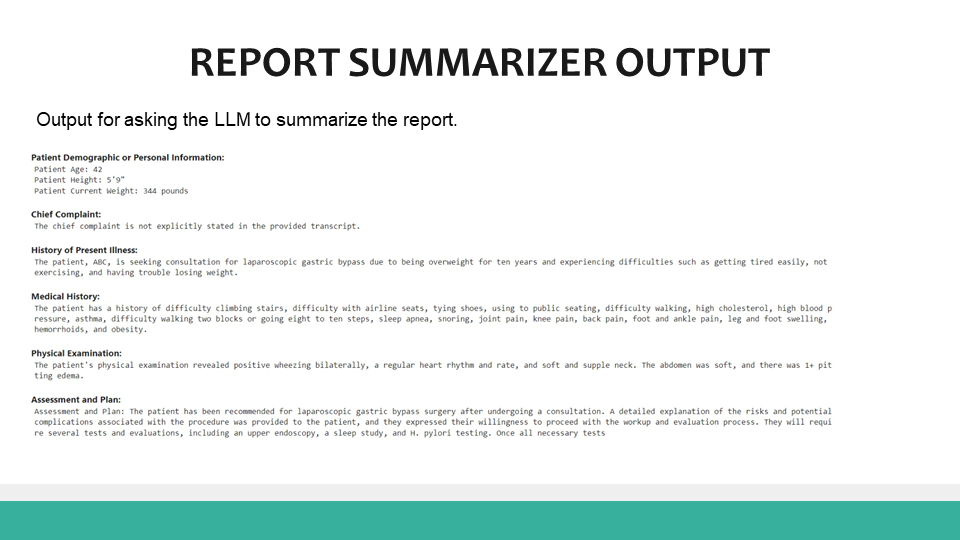 REPORT SUMMARIZER OUTPUT
Output for asking the LLM to summarize the report.
Patient Demographic or Personal Information:
Patient Age: 42
Patient Height: 5'9"
Patient Current Weight: 344 pounds
Chief Complaint:
The chief complaint is not explicitly stated in the provided transcript.
History of Present Illness:
The patient, ABC, is seeking consultation for laparoscopic gastric bypass due to being overweight for ten years and experiencing difficulties such as getting tired easily, not
exercising, and having trouble losing weight.
Medical History:
The patient has a history of difficulty climbing stairs, difficulty with airline seats, tying shoes, using to public seating, difficulty walking, high cholesterol, high blood p
ressure, asthma, difficulty walking two blocks or going eight to ten steps, sleep apnea, snoring, joint pain, knee pain, back pain, foot and ankle pain, leg and foot swelling,
hemorrhoids, and obesity.
Physical Examination:
The patient's physical examination revealed positive wheezing bilaterally, a regular heart rhythm and rate, and soft and supple neck. The abdomen was soft, and there was 1+ pit
ting edema.
Assessment and Plan:
Assessment and Plan: The patient has been recommended for laparoscopic gastric bypass surgery after undergoing a consultation. A detailed explanation of the risks and potential
complications associated with the procedure was provided to the patient, and they expressed their willingness to proceed with the workup and evaluation process. They will requi
re several tests and evaluations, including an upper endoscopy, a sleep study, and H. pylori testing. Once all necessary tests